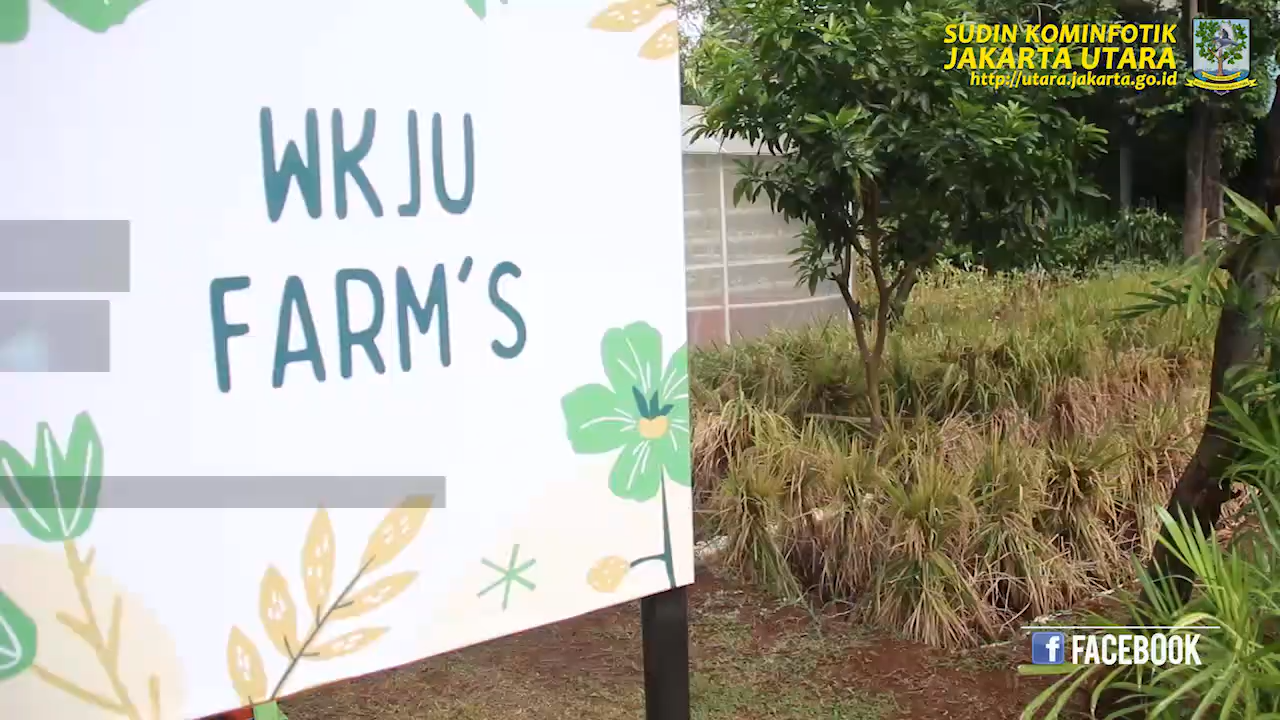 SUDIN KOMINFOTIK
JAKARTA UTARA
http://utara.jakarta.go.id
WKJU
FARM'S
FACEBOOK